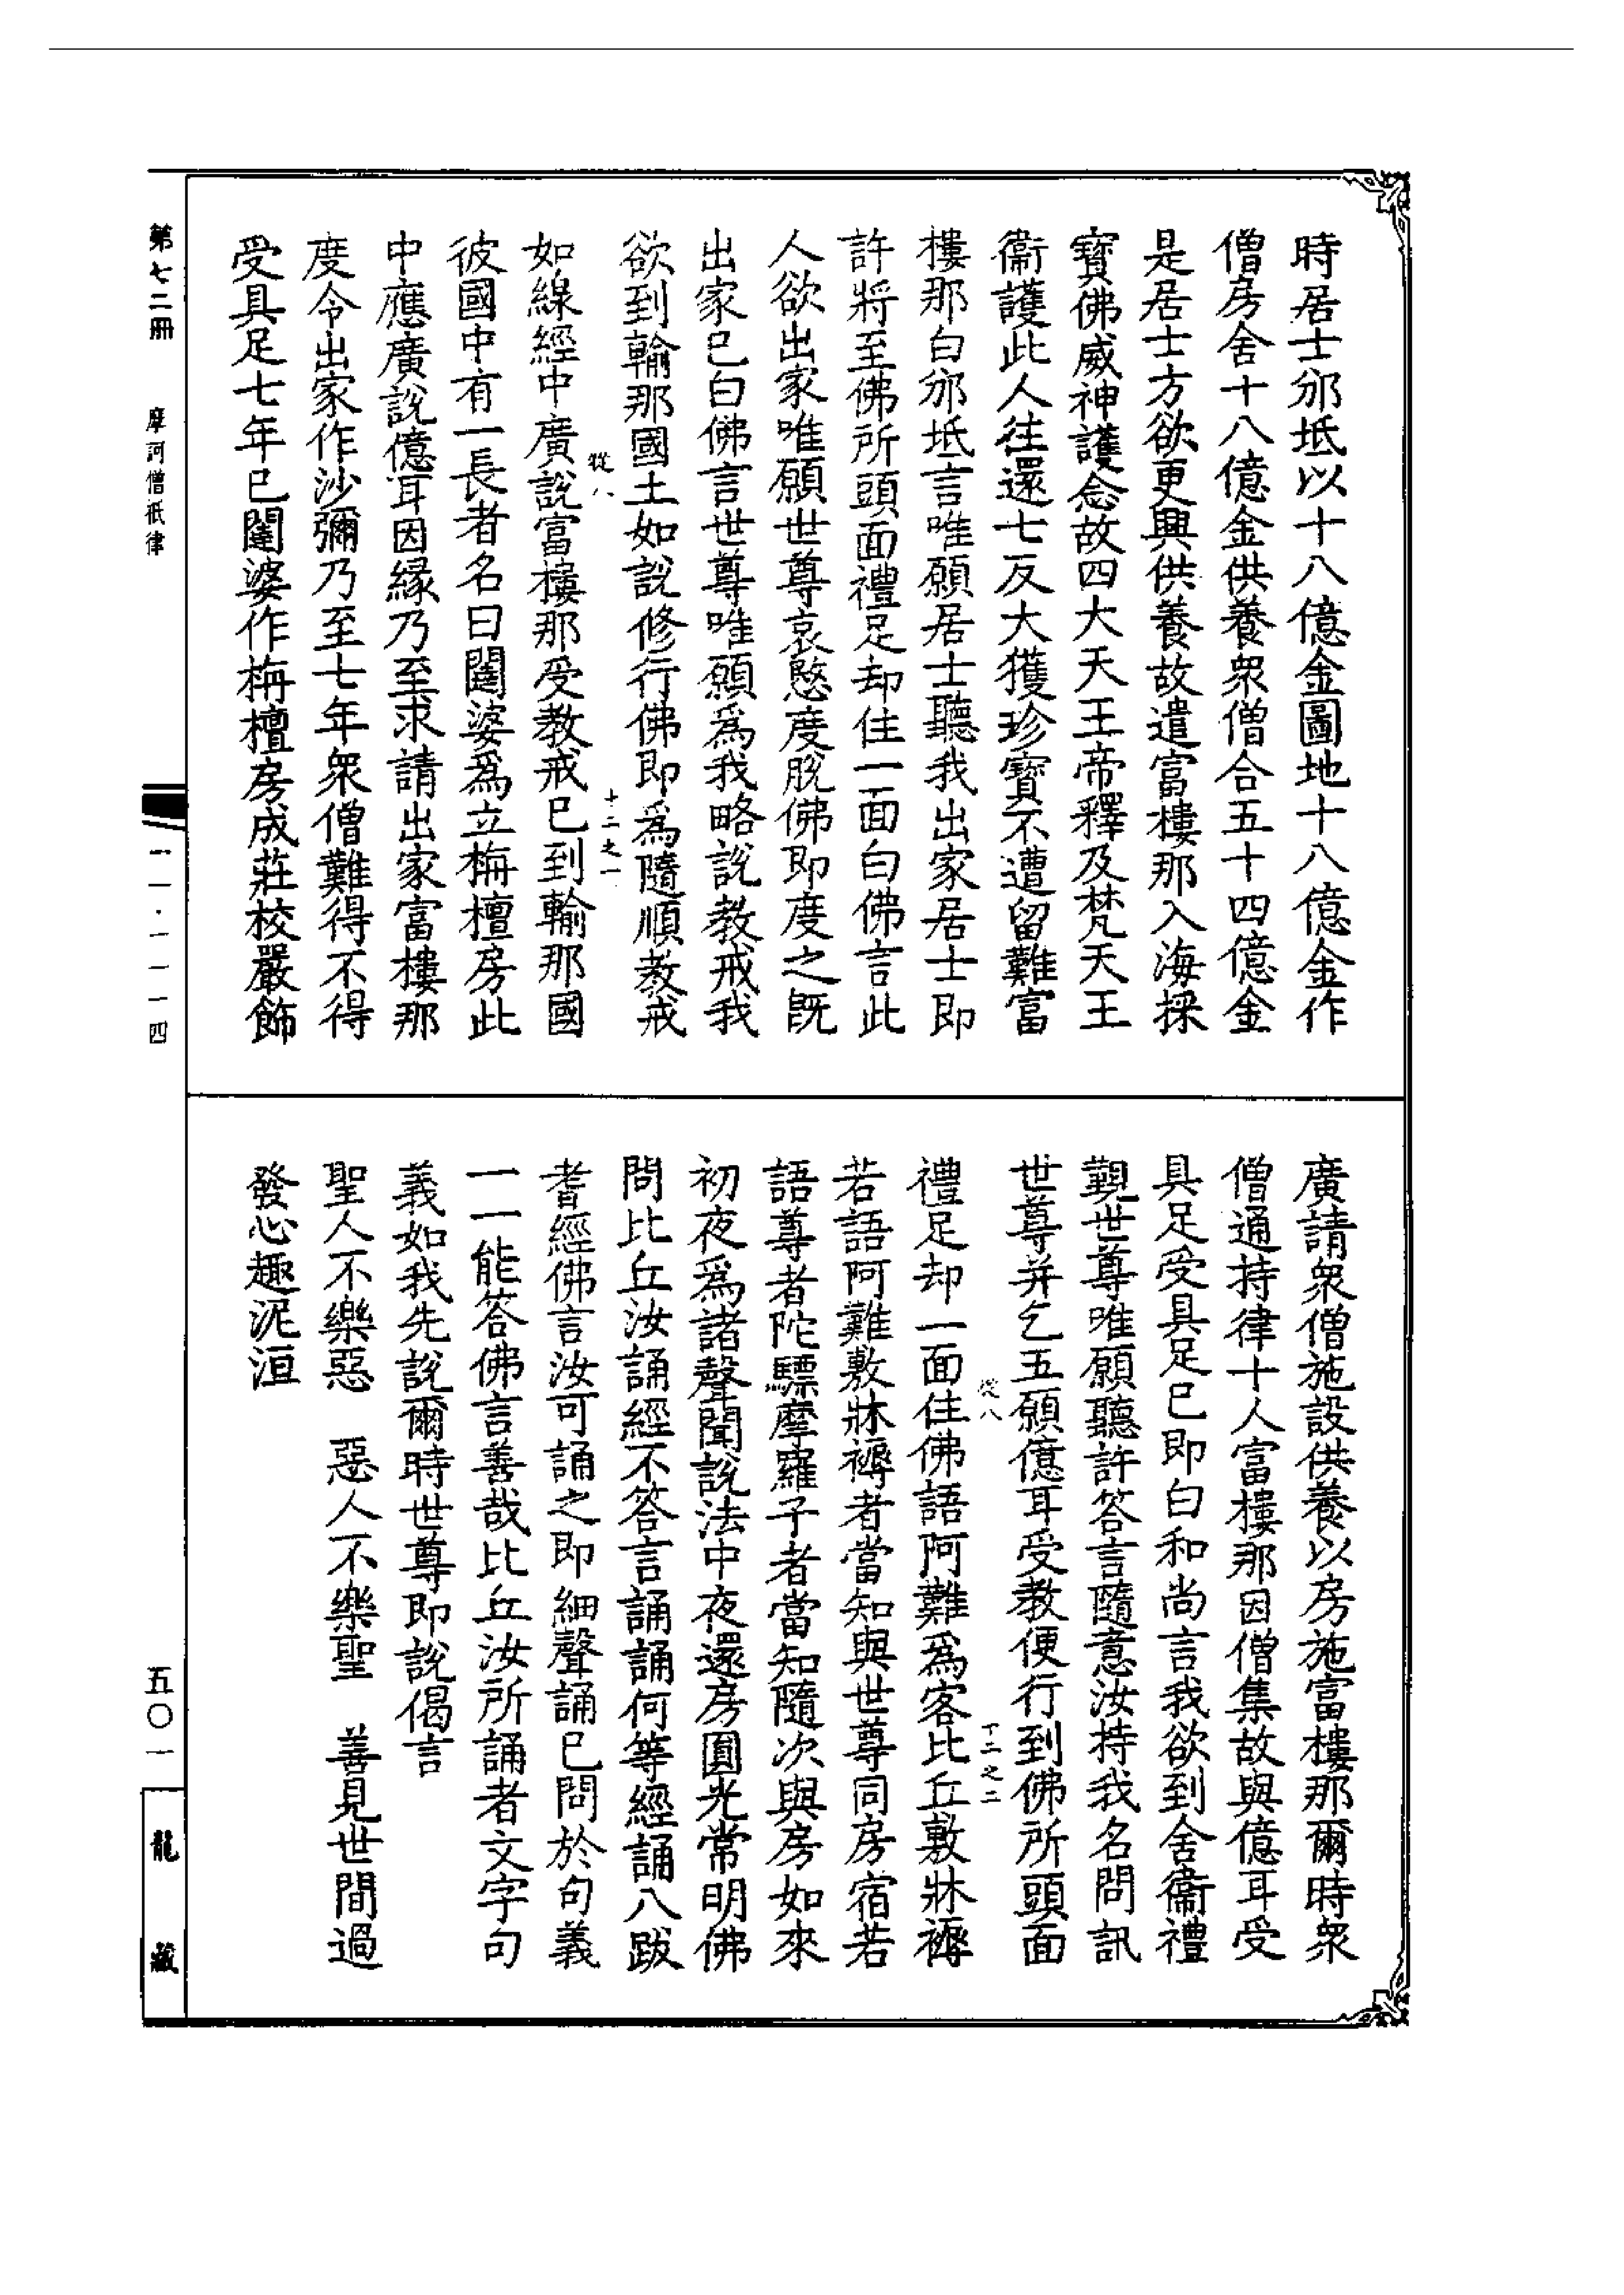 時居士邠坻以十八億金圖地十八億金作
僧房舍十八億金供養眾僧合五十四億金
是居士方欲更興供養故遣富樓那入海採
寶佛威神護念故四大天王帝釋及梵天王
衞護此人往還七反大獲珍寶不遭留難富
樓那白邠坻言唯願居士聽我出家居士即
許將至佛所頭面禮足却住一面白佛言此
人欲出家唯願世尊哀愍度脫佛即度之既
出家已白佛言世尊唯願為我略說教戒我
欲到輸那國土如說修行佛即為隨順教戒
從八
十二之一
如線經中廣說富樓那受教戒已到輸那國
彼國中有一長者名曰闥婆為立栴檀房此
中應廣說億耳因緣乃至求請出家富樓那
度令出家作沙彌乃至七年眾僧難得不得
受具足七年已闥婆作栴檀房成莊校嚴飾
廣請眾僧施設供養以房施富樓那爾時眾
僧通持律十人富樓那因僧集故與億耳受
具足受具足已即白和尚言我欲到舍衞禮
覲世尊唯願聽許答言隨意汝持我名問訊
世尊并乞五願億耳受教便行到佛所頭面
從八
十二之二
禮足却一面住佛語阿難為客比丘敷牀褥
若語阿難敷牀褥者當知與世尊同房宿若
語尊者陀驃摩羅子者當知隨次與房如來
初夜為諸聲聞說法中夜還房圓光常明佛
問比丘汝誦經不答言誦誦何等經誦八跋
耆經佛言汝可誦之即細聲誦已問於句義
一一能答佛言善哉比丘汝所誦者文字句
義如我先說爾時世尊即說偈言
聖人不樂惡　惡人不樂聖　善見世間過
發心趣泥洹
第七二冊　摩訶僧祇律
一一·一一一四
五〇一
龍藏